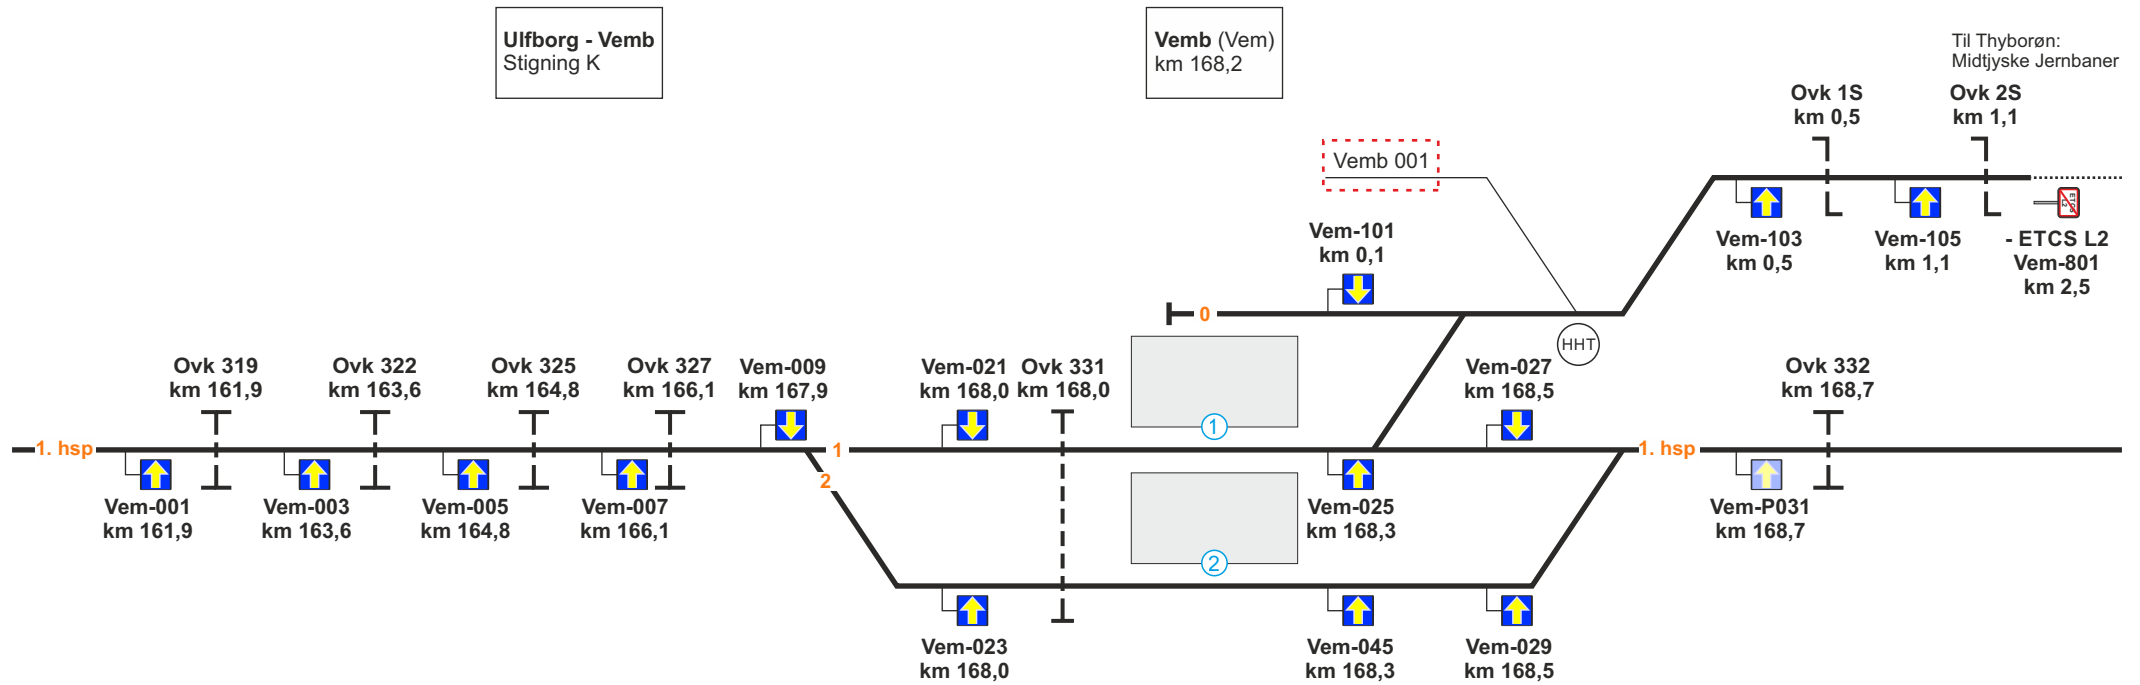 Ulfborg - Vemb
Stigning K
Vemb (Vem)
km 168,2
Til Thyborøn:
Midtjyske Jernbaner
Ovk 1S
km 0,5
Ovk 2S
km 1,1
Vemb 001
Vem-101
km 0,1
Vem-103
km 0,5
Vem-105
km 1,1
ETCS
L2
- ETCS L2
Vem-801
km 2,5
0
HHT
Ovk 319
km 161,9
Ovk 322
km 163,6
Ovk 325
km 164,8
Ovk 327
km 166,1
Vem-009
km 167,9
Vem-021
km 168,0
Ovk 331
km 168,0
Vem-027
km 168,5
Ovk 332
km 168,7
1
1. hsp
1
1. hsp
2
Vem-001
km 161,9
Vem-003
km 163,6
Vem-005
km 164,8
Vem-007
km 166,1
Vem-025
km 168,3
Vem-P031
km 168,7
2
Vem-023
km 168,0
Vem-045
km 168,3
Vem-029
km 168,5